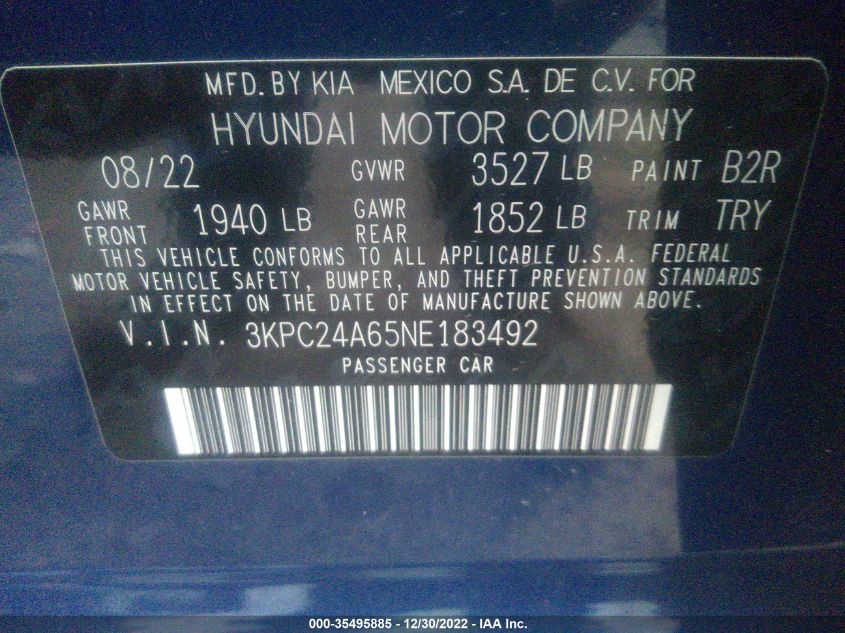 MFD. BY KIA MEXICO S.A. DE C.V. FOR
HYUNDAI MOTOR COMPANY
08/22 GVWR 3527 LB PAINT B2R
GAWR FRONT 1940 LB GAWR REAR 1852 LB TRIM TRY
THIS VEHICLE CONFORMS TO ALL APPLICABLE U.S.A. FEDERAL
MOTOR VEHICLE SAFETY, BUMPER, AND THEFT PREVENTION STANDARDS
IN EFFECT ON THE DATE OF MANUFACTURE SHOWN ABOVE.
V.I.N. 3KPC24A65NE183492
PASSENGER CAR
000-35495885 - 12/30/2022 - IAA Inc.